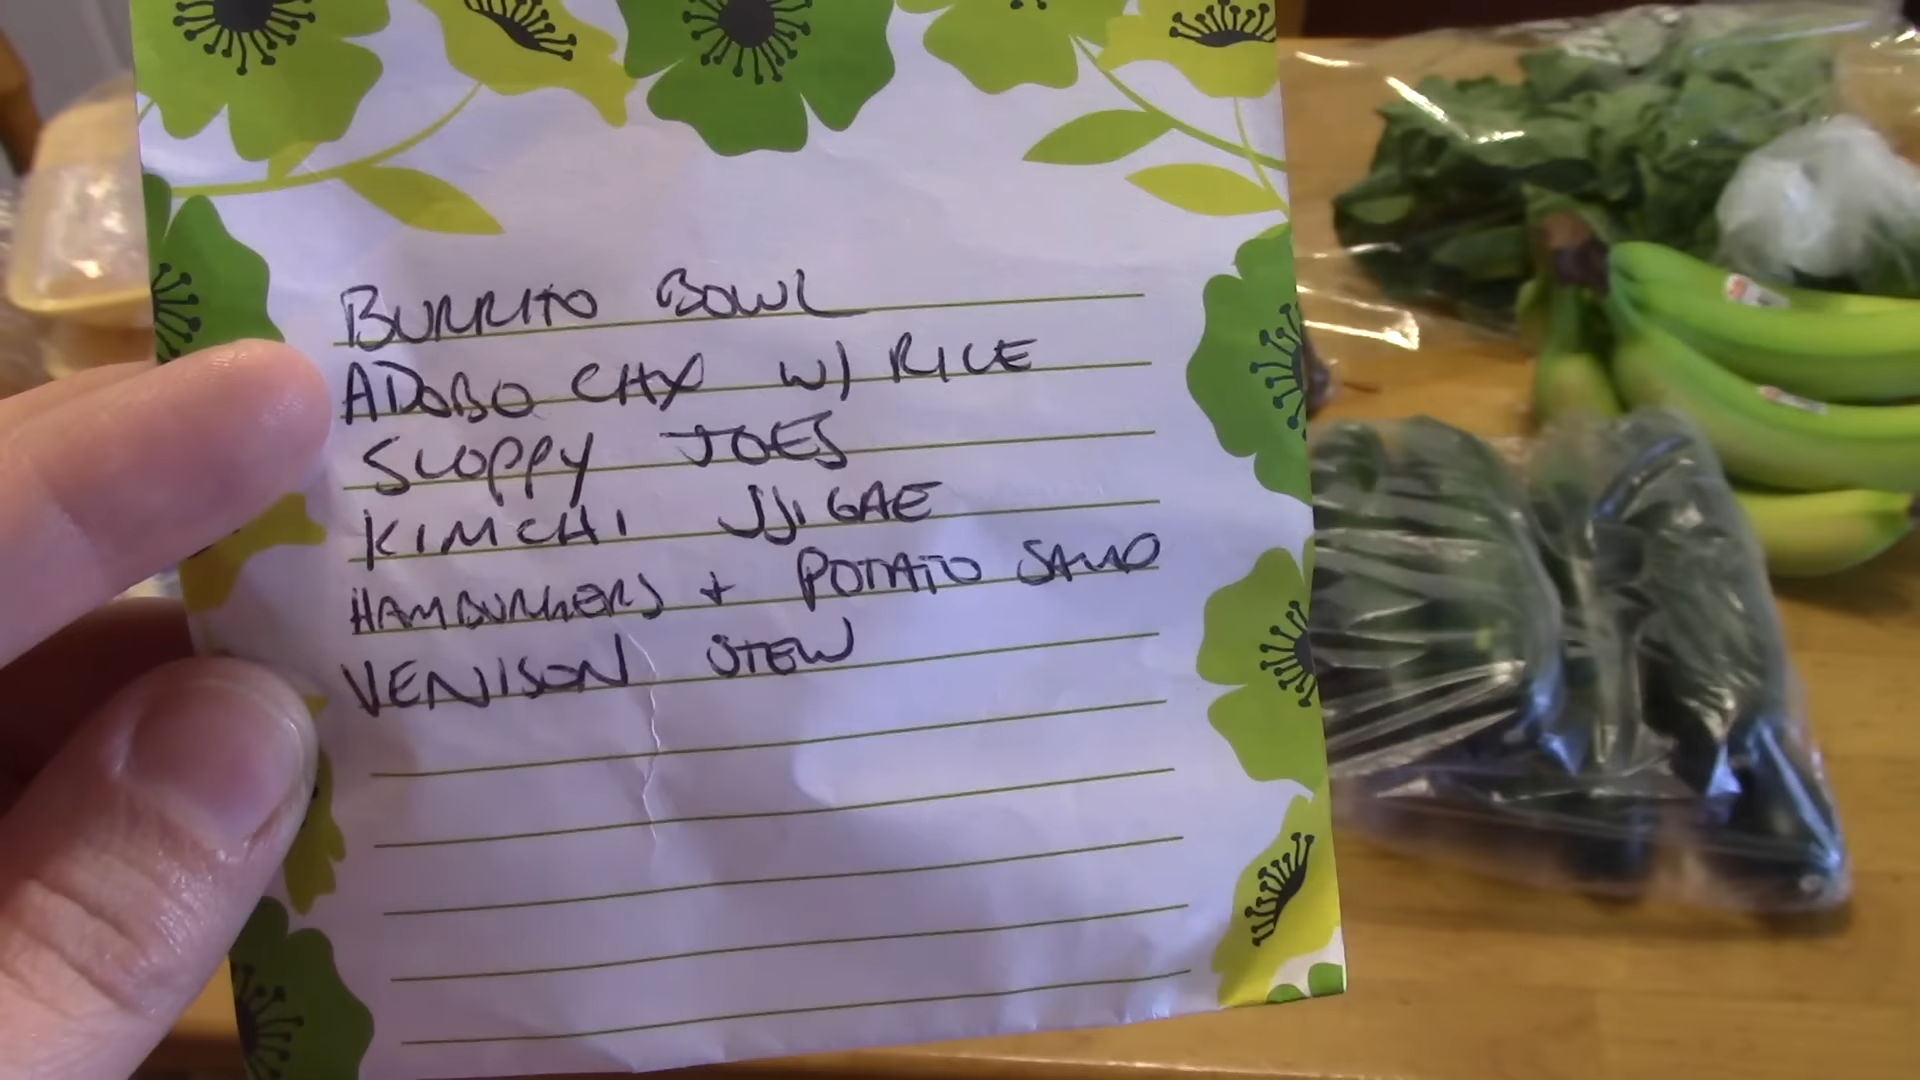 BURRITO BOWL
ADOBO CHX W/ RICE
SLOPPY JOES
KIMCHI JJIGAE
HAMBURGERS + POTATO SALAD
VENISON STEW